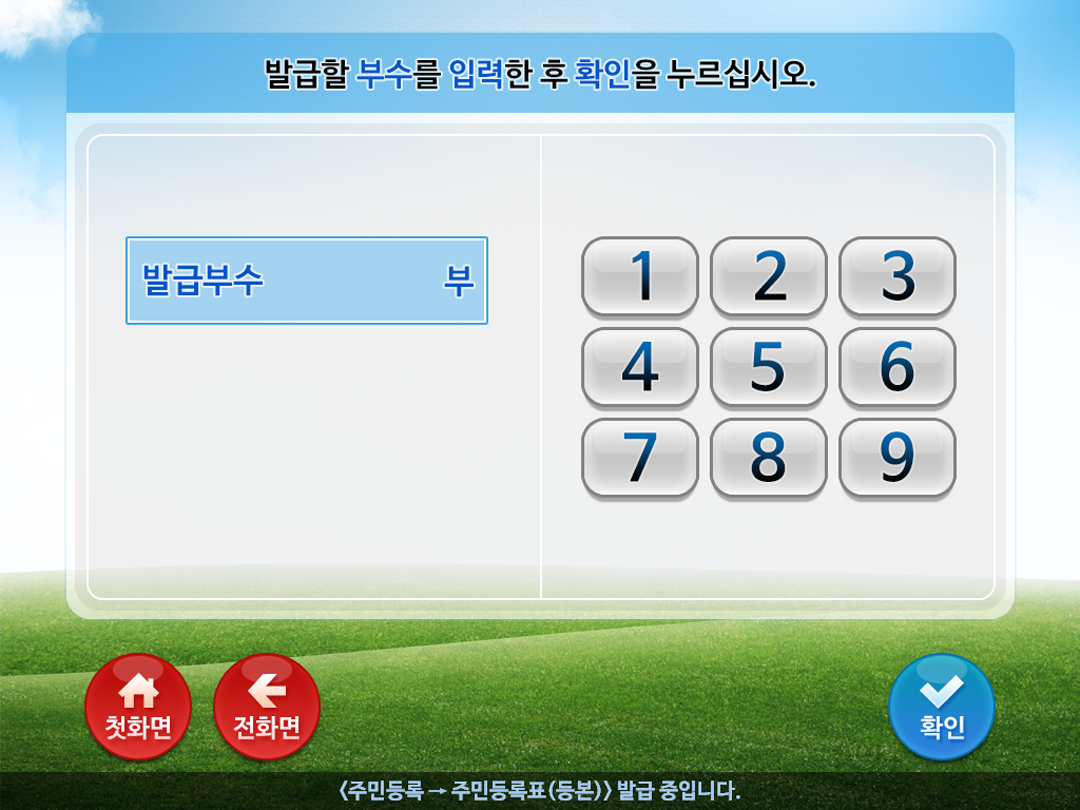 발급할 부수를 입력한 후 확인을 누르십시오.
발급부수 부
1 2 3
4 5 6
7 8 9
첫화면 전화면 확인
〈주민등록 → 주민등록표(등본)〉 발급 중입니다.